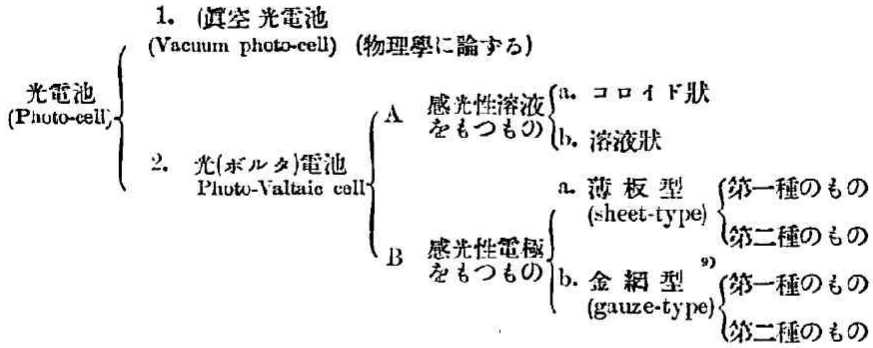 光電池
(Photo-cell)
1. (眞空 光電池
(Vacuum photo-cell) (物理學に論ずる)
2. 光(ボルタ)電池
Photo-Valtaic cell
A 感光性溶液
をもつもの
a. コロイド狀
b. 溶液狀
B 感光性電極
をもつもの
a. 薄板型
(sheet-type)
第一種のもの
第二種のもの
b. 金網型 9)
(gauze-type)
第一種のもの
第二種のもの